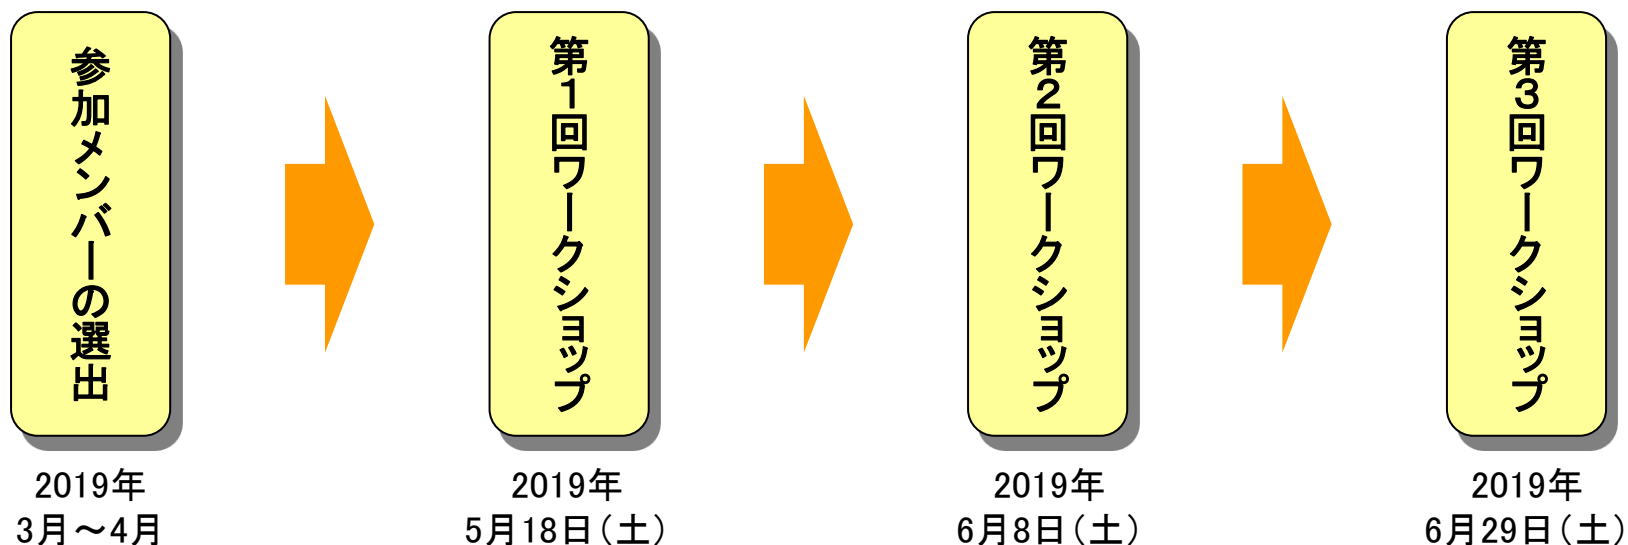 参加メンバーの選出
2019年
3月～4月
第１回ワークショップ
2019年
5月18日（土）
第２回ワークショップ
2019年
6月8日（土）
第３回ワークショップ
2019年
6月29日（土）